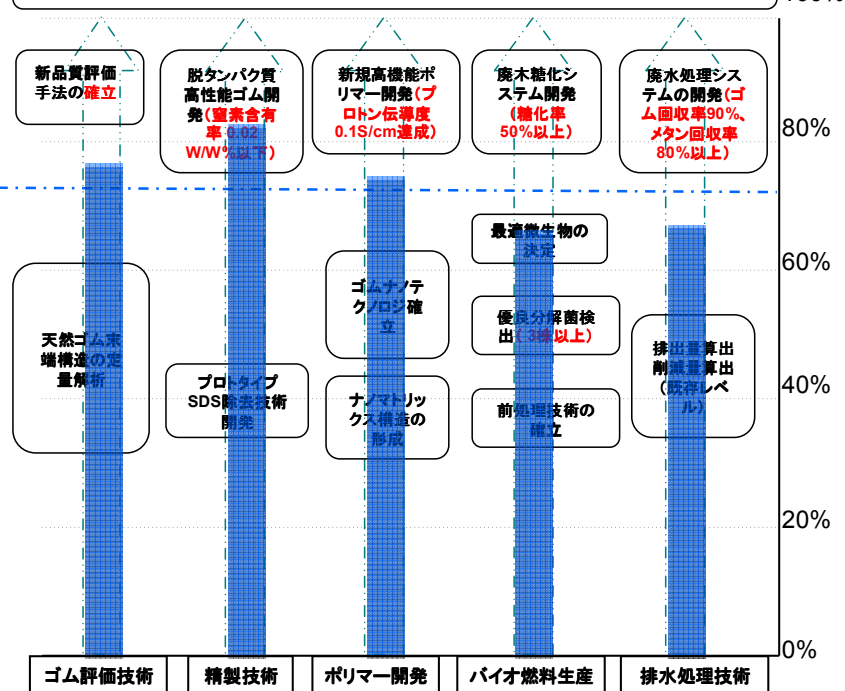 新品質評価
手法の確立
脱タンパク質
高性能ゴム開
発(窒素含有
率 0.02
W/W%以下)
新規高機能ポ
リマー開発(プ
ロトン伝導度
0.1S/cm達成)
廃木糖化シ
ステム開発
(糖化率
50%以上)
廃水処理シス
テムの開発(ゴ
ム回収率90%、
メタン回収率
80%以上)
80%
最適微生物の
決定
60%
ゴムナノテ
クノロジ確
立
優良分解菌検
出( 3株以上)
天然ゴム末
端構造の定
量解析
排出量算出
削減量算出
(既存レベ
ル)
プロトタイプ
SDS除去技術
開発
ナノマトリッ
クス構造の
形成
前処理技術の
確立
40%
20%
0%
ゴム評価技術
精製技術
ポリマー開発
バイオ燃料生産
排水処理技術